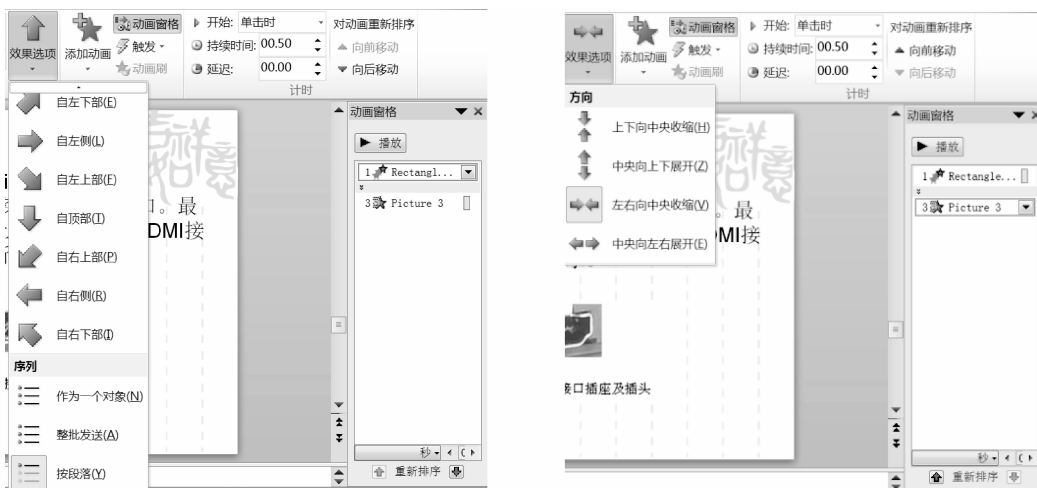 效果选项
添加动画
动画窗格
触发
动画刷
开始: 单击时
持续时间: 00.50
延迟: 00.00
计时
对动画重新排序
向前移动
向后移动
自左下部(E)
自左侧(L)
自左上部(F)
自顶部(T)
自右上部(P)
自右侧(R)
自右下部(I)
序列
作为一个对象(N)
整批发送(A)
按段落(Y)
。最
DMI接
动画窗格
播放
1 Rectangl...
3 Picture 3
秒
重新排序
效果选项
添加动画
动画窗格
触发
动画刷
开始: 单击时
持续时间: 00.50
延迟: 00.00
计时
对动画重新排序
向前移动
向后移动
方向
上下向中央收缩(H)
中央向上下展开(Z)
左右向中央收缩(V)
中央向左右展开(E)
。最
MI接
接口插座及插头
动画窗格
播放
1 Rectangle...
3 Picture 3
秒
重新排序